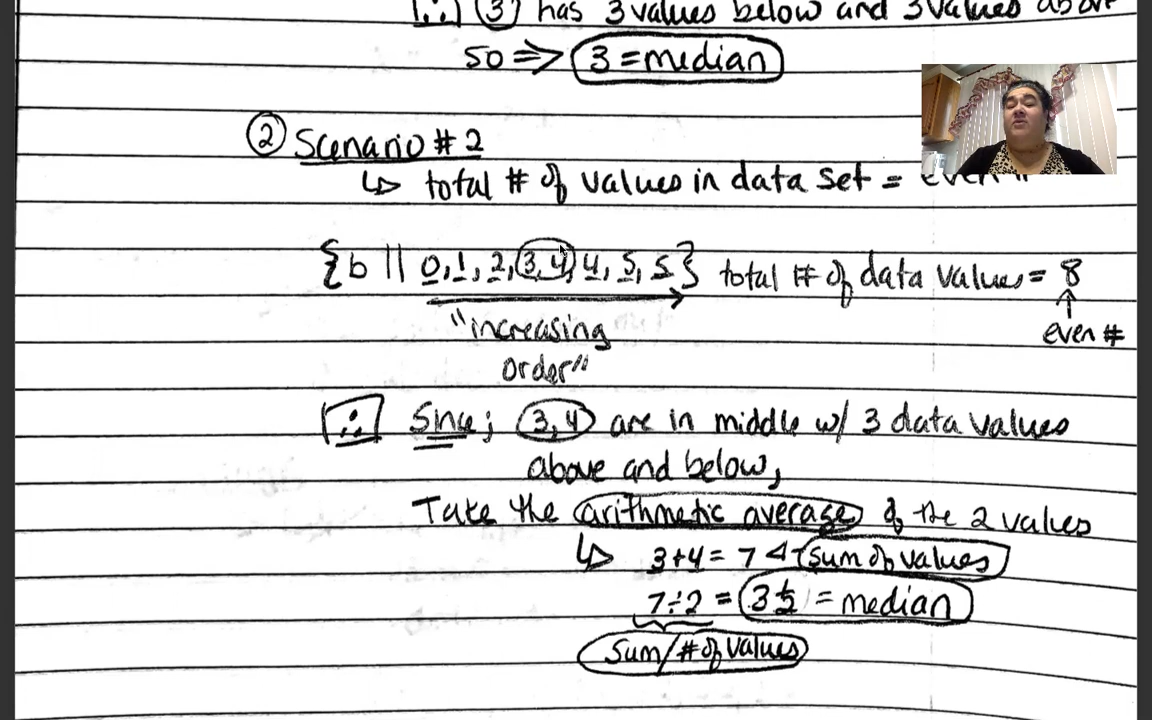 ∴ (3) has 3 values below and 3 values above
so => 3 = median
② Scenario # 2
↳ total # of values in data set = even #
{b || 0, 1, 2, 3, 4, 4, 5, 5} total # of data values = 8
↑
even #
"increasing
order"
∴ Since; 3, 4 are in middle w/ 3 data values
above and below,
Take the arithmetic average of the 2 values
↳ 3+4 = 7 ← sum of values
7÷2 = 3½ = median
sum/# of values